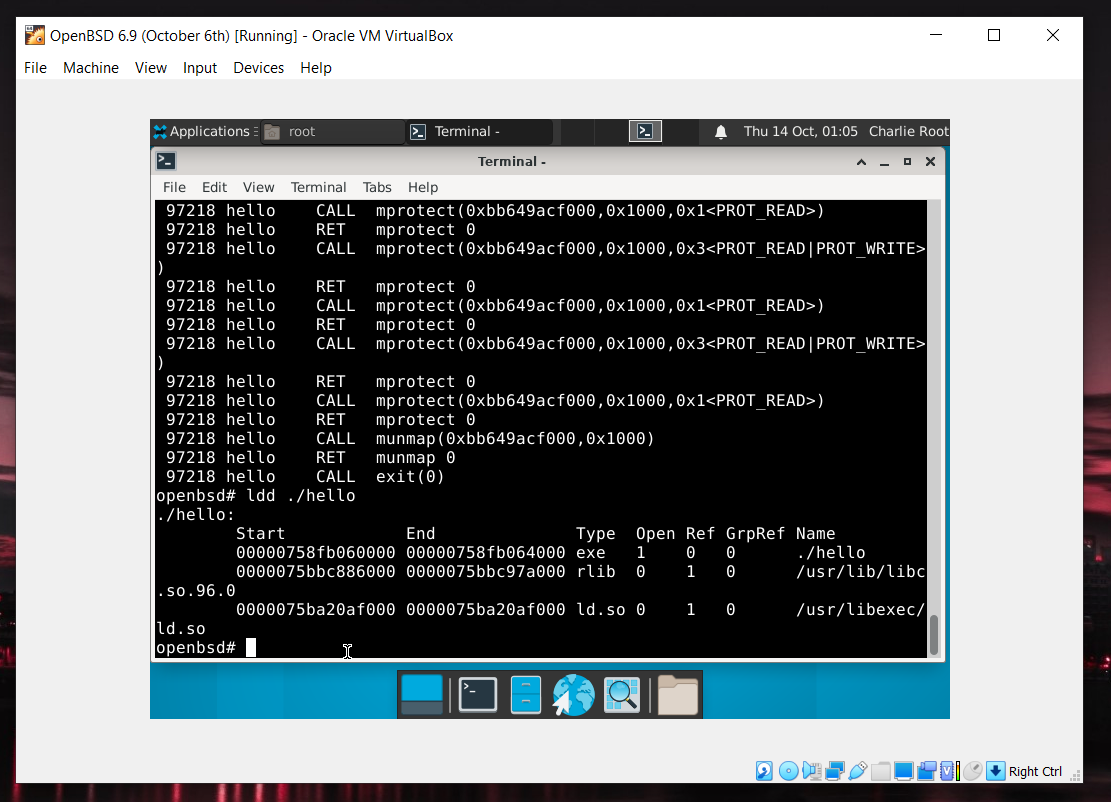 OpenBSD 6.9 (October 6th) [Running] - Oracle VM VirtualBox
File Machine View Input Devices Help
Applications root Terminal - Thu 14 Oct, 01:05 Charlie Root
Terminal -
File Edit View Terminal Tabs Help
97218 hello    CALL  mprotect(0xbb649acf000,0x1000,0x1<PROT_READ>)
97218 hello    RET   mprotect 0
97218 hello    CALL  mprotect(0xbb649acf000,0x1000,0x3<PROT_READ|PROT_WRITE>
)
97218 hello    RET   mprotect 0
97218 hello    CALL  mprotect(0xbb649acf000,0x1000,0x1<PROT_READ>)
97218 hello    RET   mprotect 0
97218 hello    CALL  mprotect(0xbb649acf000,0x1000,0x3<PROT_READ|PROT_WRITE>
)
97218 hello    RET   mprotect 0
97218 hello    CALL  mprotect(0xbb649acf000,0x1000,0x1<PROT_READ>)
97218 hello    RET   mprotect 0
97218 hello    CALL  munmap(0xbb649acf000,0x1000)
97218 hello    RET   munmap 0
97218 hello    CALL  exit(0)
openbsd# ldd ./hello
./hello:
Start            End              Type  Open Ref GrpRef Name
00000758fb060000 00000758fb064000 exe   1    0   0      ./hello
0000075bbc886000 0000075bbc97a000 rlib  0    1   0      /usr/lib/libc
.so.96.0
0000075ba20af000 0000075ba20af000 ld.so 0    1   0      /usr/libexec/
ld.so
openbsd#
Right Ctrl